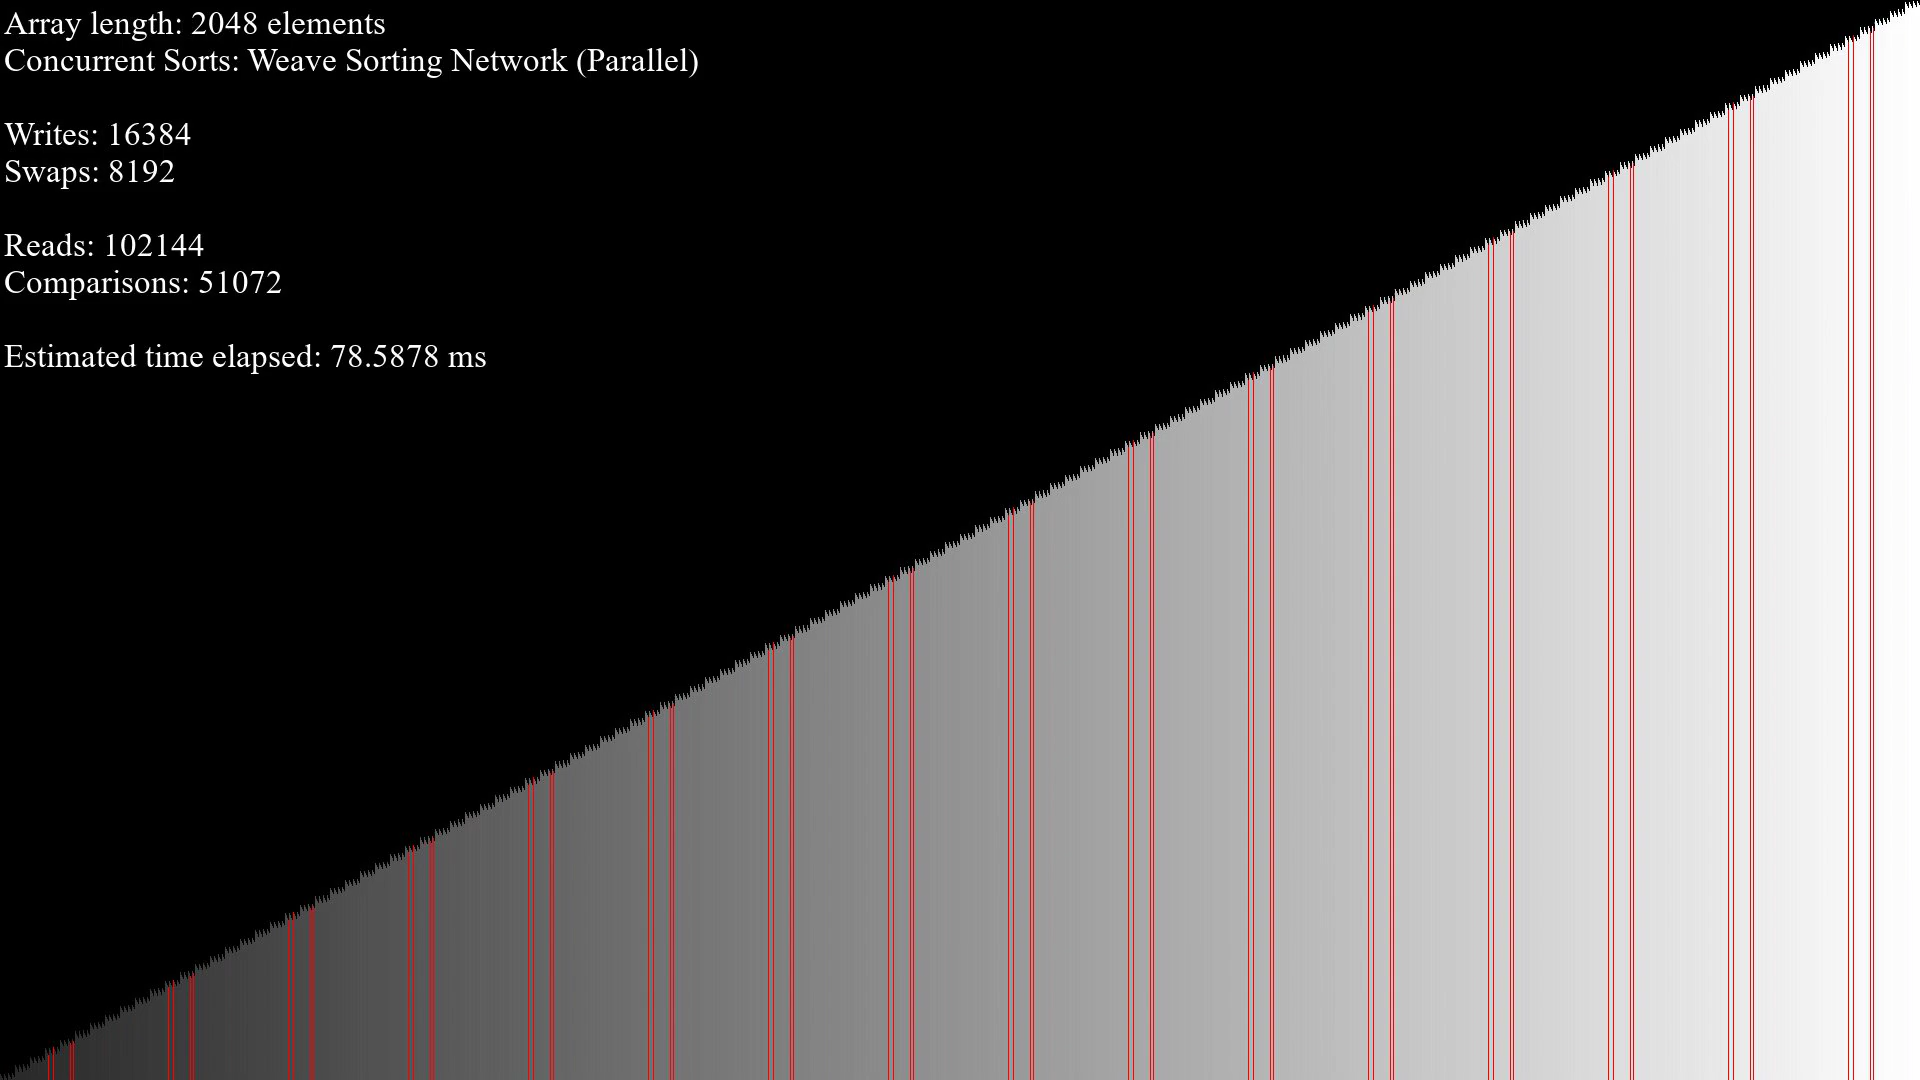 Array length: 2048 elements
Concurrent Sorts: Weave Sorting Network (Parallel)
Writes: 16384
Swaps: 8192
Reads: 102144
Comparisons: 51072
Estimated time elapsed: 78.5878 ms